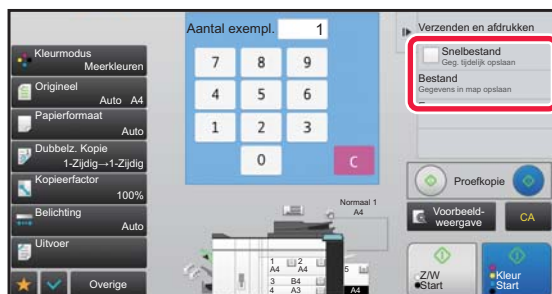 Aantal exempl. 1
Verzenden en afdrukken
Snelbestand
Geg. tijdelijk opslaan
Bestand
Gegevens in map opslaan
Kleurmodus
Meerkleuren
Origineel
Auto A4
Papierformaat
Auto
Dubbelz. Kopie
1-Zijdig→1-Zijdig
Kopieerfactor
100%
Belichting
Auto
Uitvoer
Overige
7 8 9
4 5 6
1 2 3
0 C
Normaal 1
A4
1 A4 2 A4
3 B4
4 A3
5
A4
Proefkopie
Voorbeeld-
weergave
CA
Z/W
Start
Kleur
Start